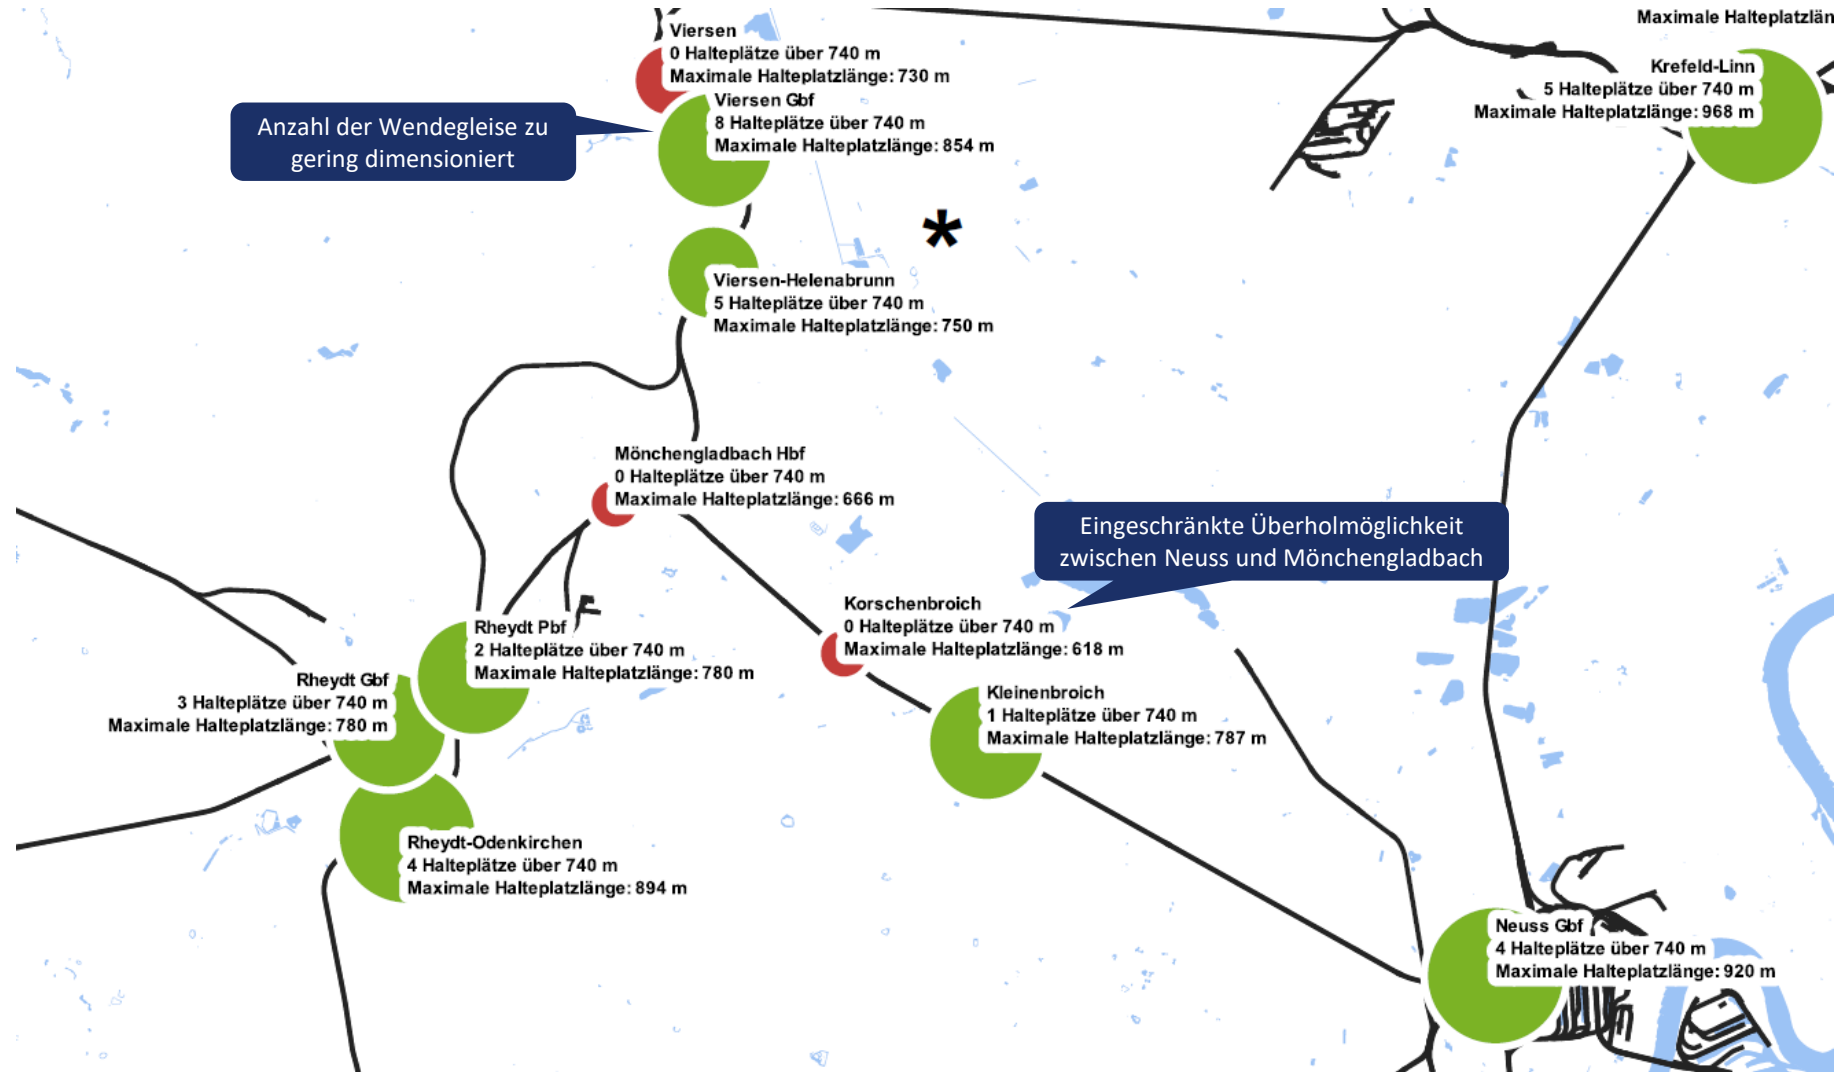 Maximale Halteplatzlän
Viersen
0 Halteplätze über 740 m
Maximale Halteplatzlänge: 730 m
Krefeld-Linn
5 Halteplätze über 740 m
Maximale Halteplatzlänge: 968 m
Viersen Gbf
8 Halteplätze über 740 m
Maximale Halteplatzlänge: 854 m
Anzahl der Wendegleise zu
gering dimensioniert
*
Viersen-Helenabrunn
5 Halteplätze über 740 m
Maximale Halteplatzlänge: 750 m
Mönchengladbach Hbf
0 Halteplätze über 740 m
Maximale Halteplatzlänge: 666 m
Eingeschränkte Überholmöglichkeit
zwischen Neuss und Mönchengladbach
Korschenbroich
0 Halteplätze über 740 m
Maximale Halteplatzlänge: 618 m
Rheydt Pbf
2 Halteplätze über 740 m
Maximale Halteplatzlänge: 780 m
Rheydt Gbf
3 Halteplätze über 740 m
Maximale Halteplatzlänge: 780 m
Kleinenbroich
1 Halteplätze über 740 m
Maximale Halteplatzlänge: 787 m
Rheydt-Odenkirchen
4 Halteplätze über 740 m
Maximale Halteplatzlänge: 894 m
Neuss Gbf
4 Halteplätze über 740 m
Maximale Halteplatzlänge: 920 m